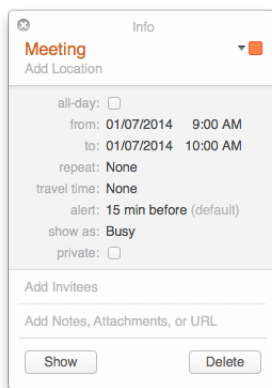 Info
Meeting
Add Location
all-day:
from: 01/07/2014 9:00 AM
to: 01/07/2014 10:00 AM
repeat: None
travel time: None
alert: 15 min before (default)
show as: Busy
private:
Add Invitees
Add Notes, Attachments, or URL
Show Delete